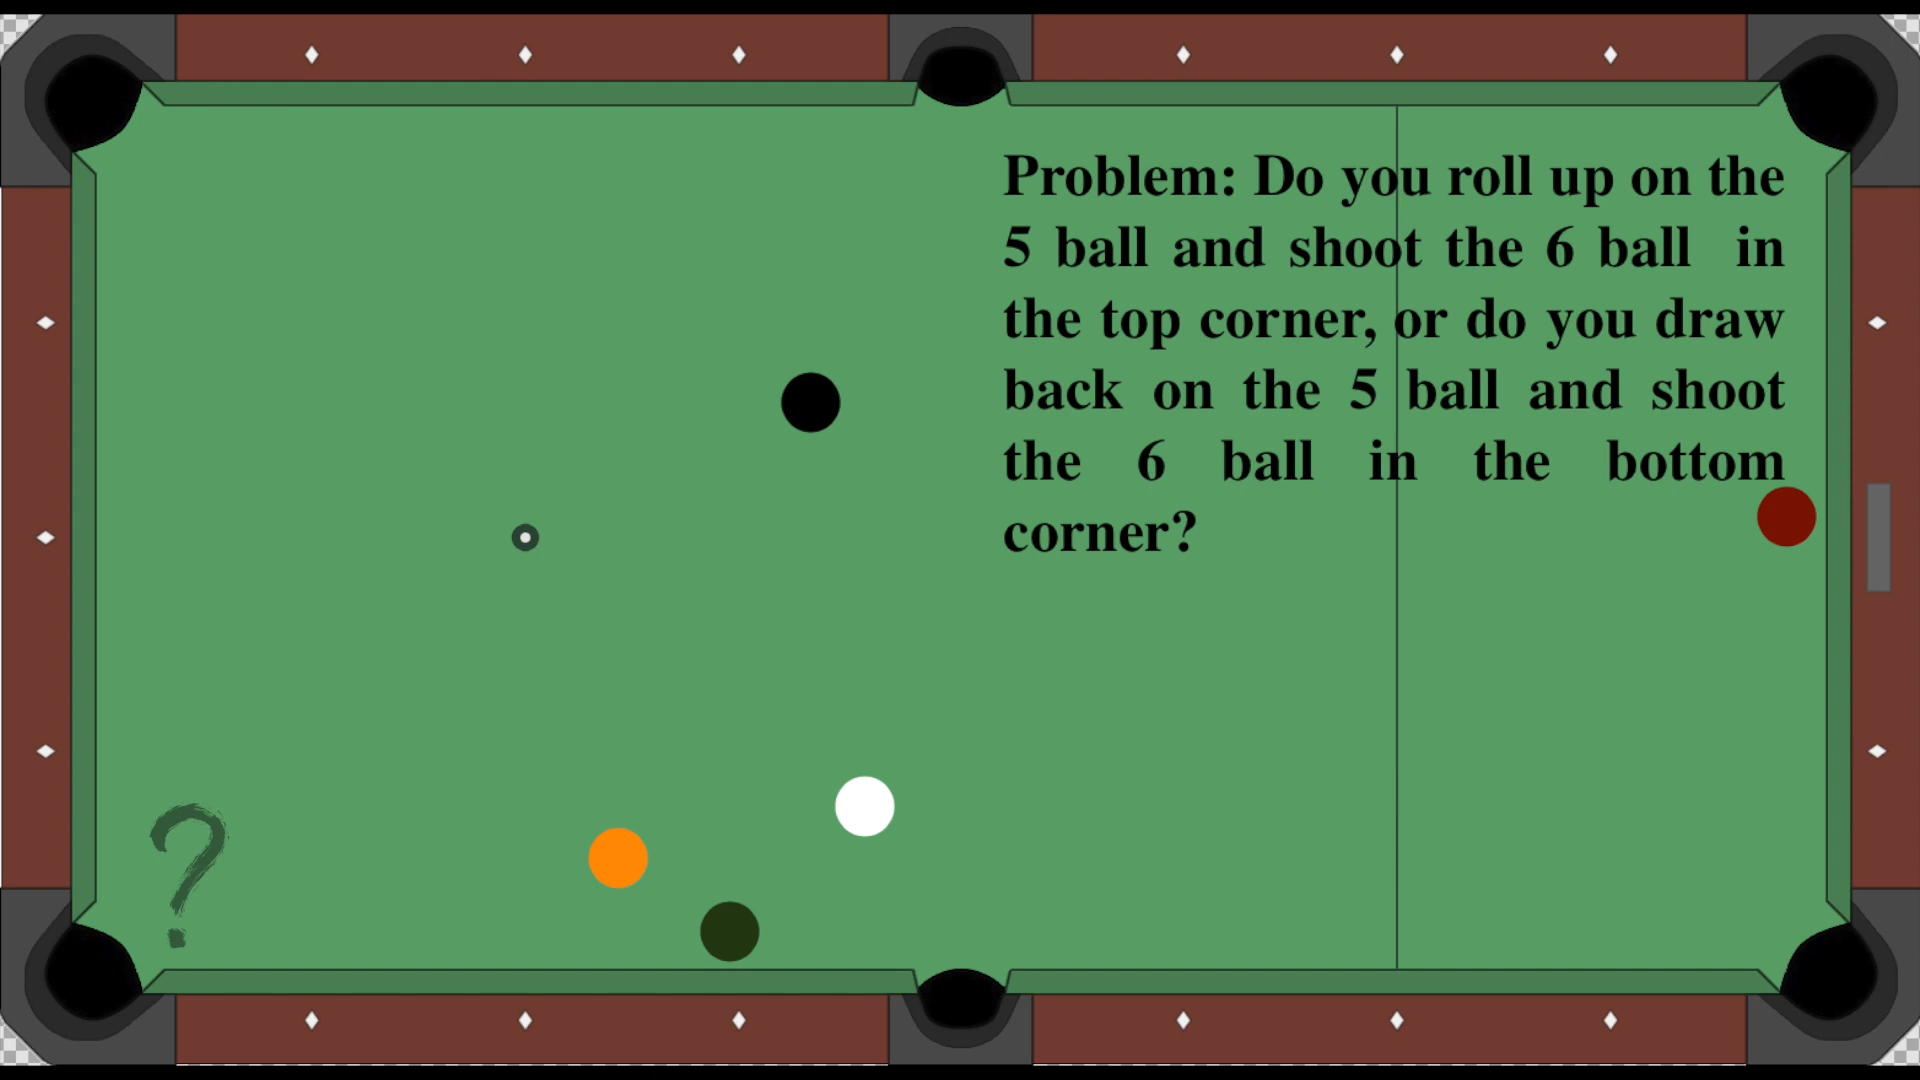 Problem: Do you roll up on the
5 ball and shoot the 6 ball in
the top corner, or do you draw
back on the 5 ball and shoot
the 6 ball in the bottom
corner?
?